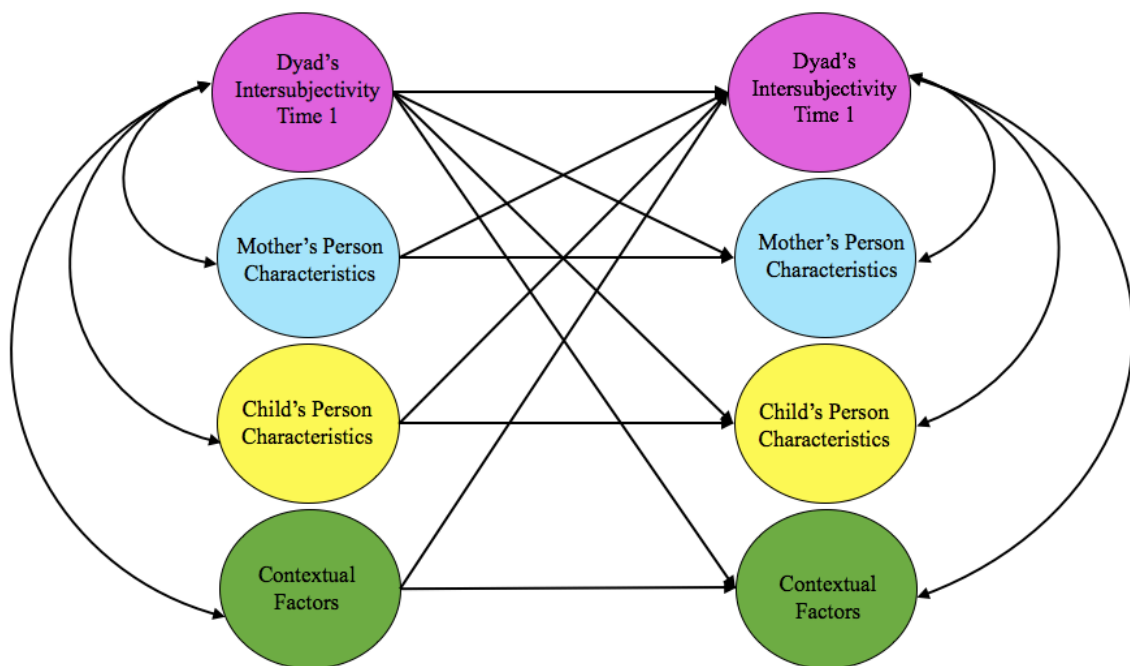 Dyad’s
Intersubjectivity
Time 1
Mother’s Person
Characteristics
Child’s Person
Characteristics
Contextual
Factors
Dyad’s
Intersubjectivity
Time 1
Mother’s Person
Characteristics
Child’s Person
Characteristics
Contextual
Factors